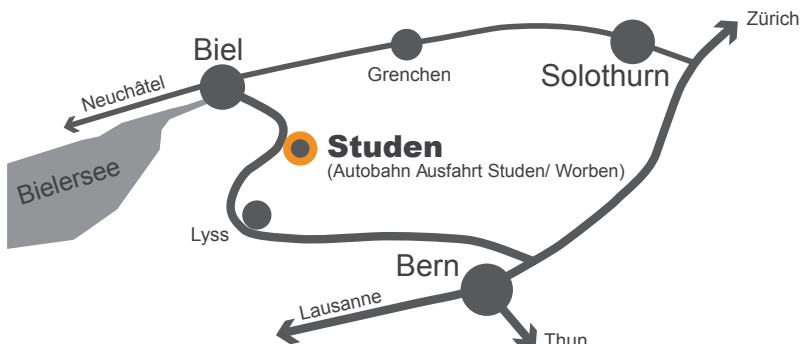 Zürich
Biel
Grenchen
Solothurn
Neuchâtel
Studen
(Autobahn Ausfahrt Studen/ Worben)
Bielersee
Lyss
Bern
Lausanne
Thun